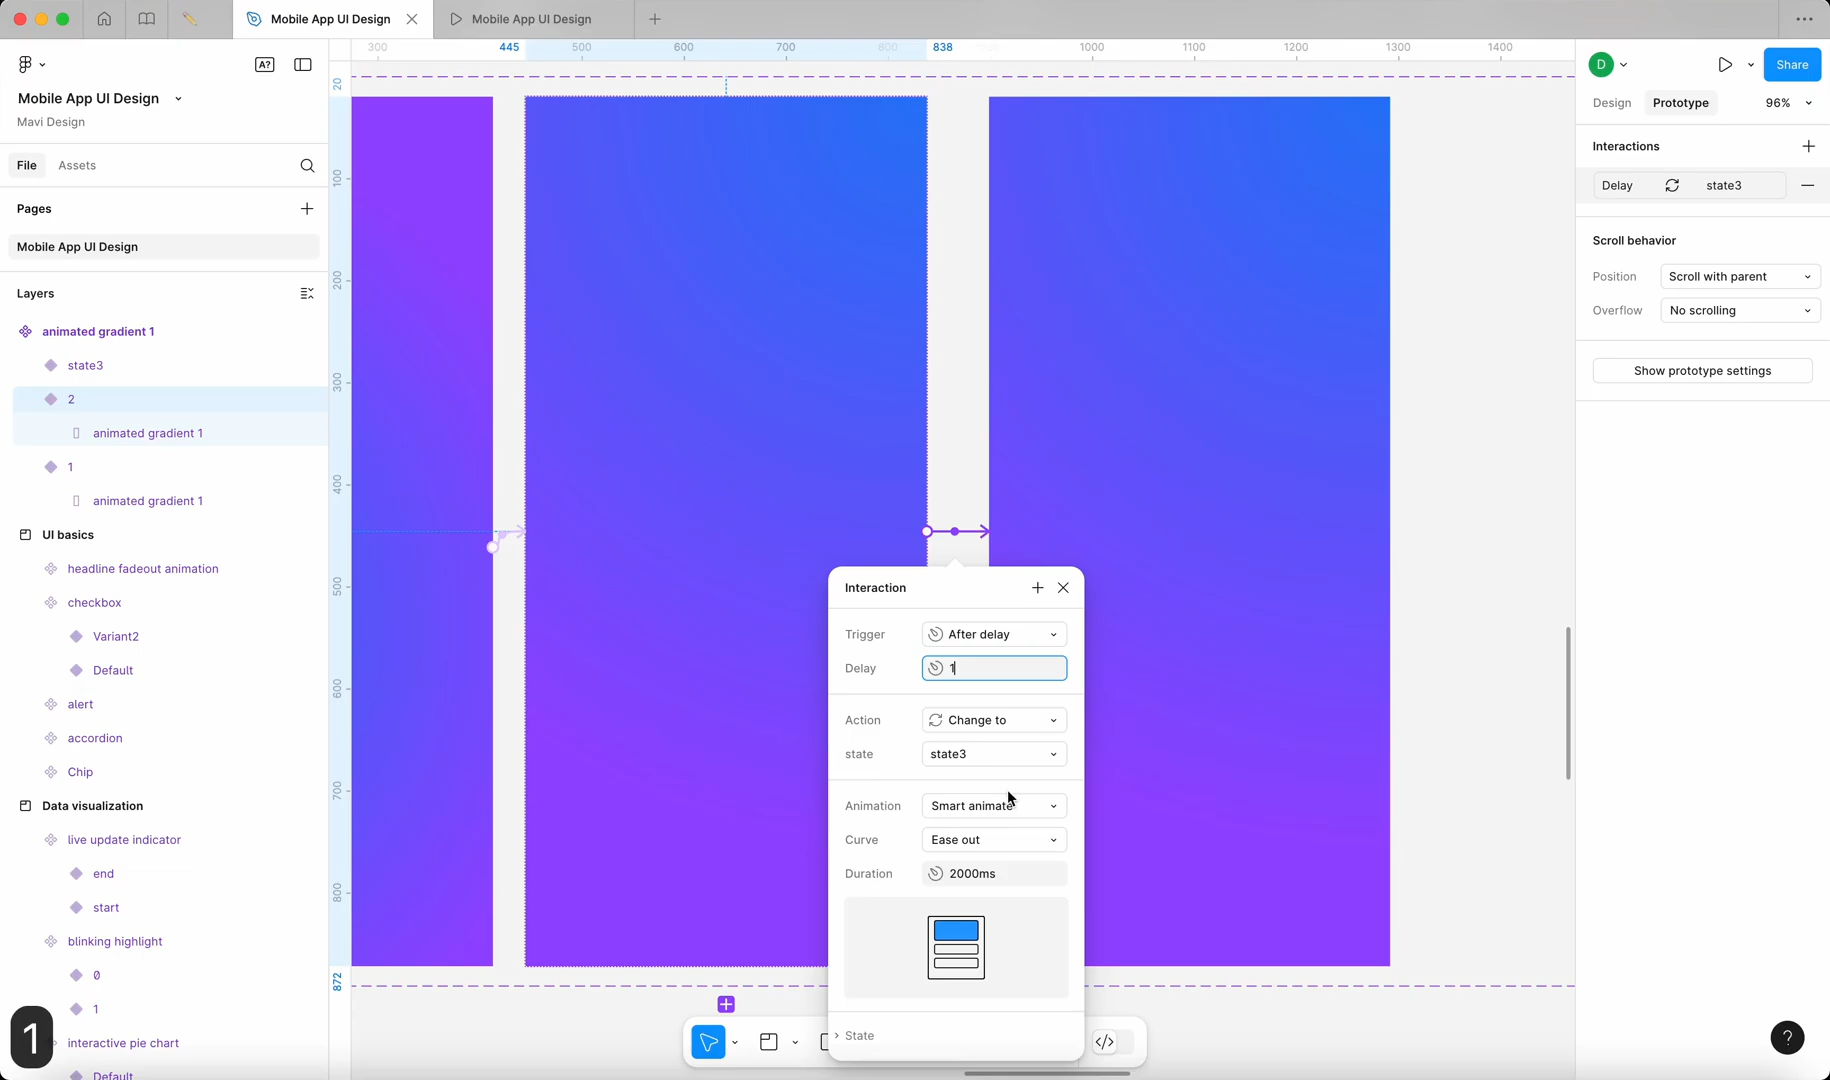 Mobile App UI Design
Mobile App UI Design
Mobile App UI Design
Mavi Design
A?
File
Assets
Pages
Mobile App UI Design
Layers
animated gradient 1
state3
2
animated gradient 1
1
animated gradient 1
UI basics
headline fadeout animation
checkbox
Variant2
Default
alert
accordion
Chip
Data visualization
live update indicator
end
start
blinking highlight
0
1
interactive pie chart
Default
1
300
445
500
600
700
800
838
1000
1100
1200
1300
1400
20
100
200
300
400
500
600
700
800
872
Interaction
Trigger
After delay
Delay
1
Action
Change to
state
state3
Animation
Smart animate
Curve
Ease out
Duration
2000ms
State
D
Share
Design
Prototype
96%
Interactions
Delay
state3
Scroll behavior
Position
Scroll with parent
Overflow
No scrolling
Show prototype settings
?